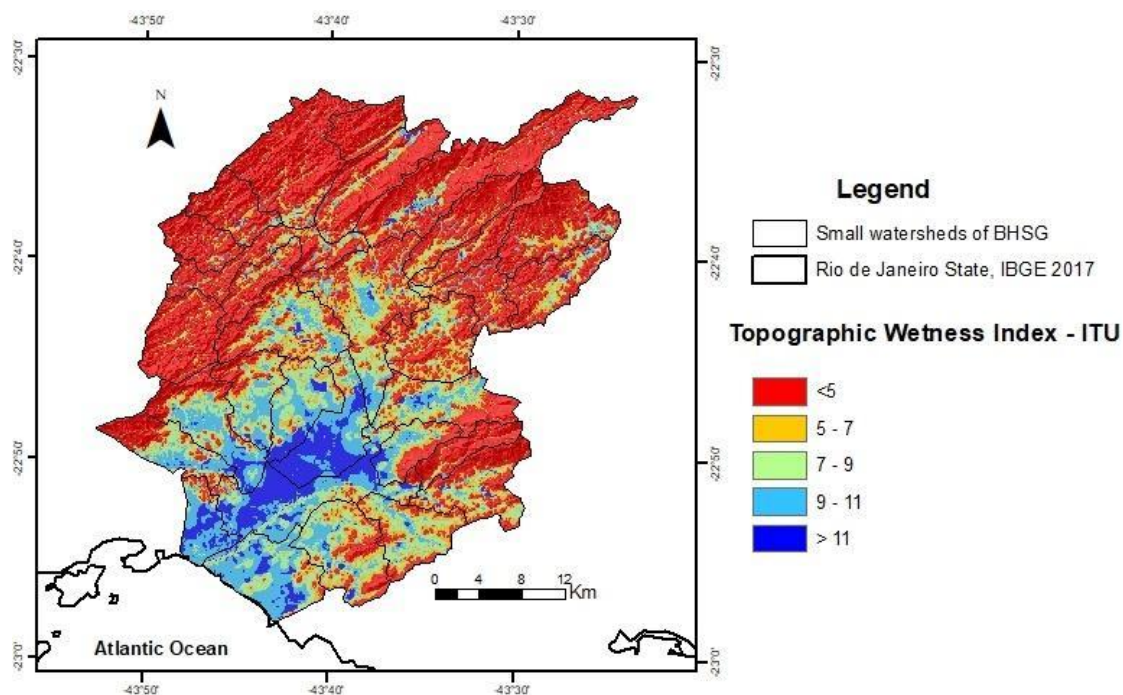 -43°50' -43°40' -43°30'
-22°30' -22°30'
N
-22°40' -22°40'
-22°50' -22°50'
0 4 8 12
Km
Atlantic Ocean
-23°0' -23°0'
-43°50' -43°40' -43°30'
Legend
Small watersheds of BHSG
Rio de Janeiro State, IBGE 2017
Topographic Wetness Index - ITU
<5
5 - 7
7 - 9
9 - 11
> 11